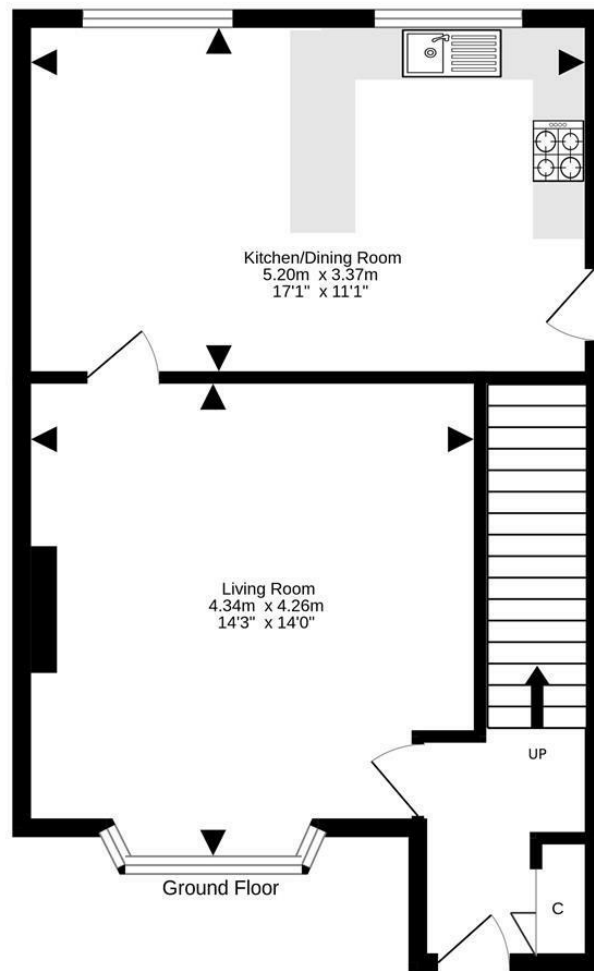 Kitchen/Dining Room
5.20m x 3.37m
17'1" x 11'1"
Living Room
4.34m x 4.26m
14'3" x 14'0"
UP
C
Ground Floor